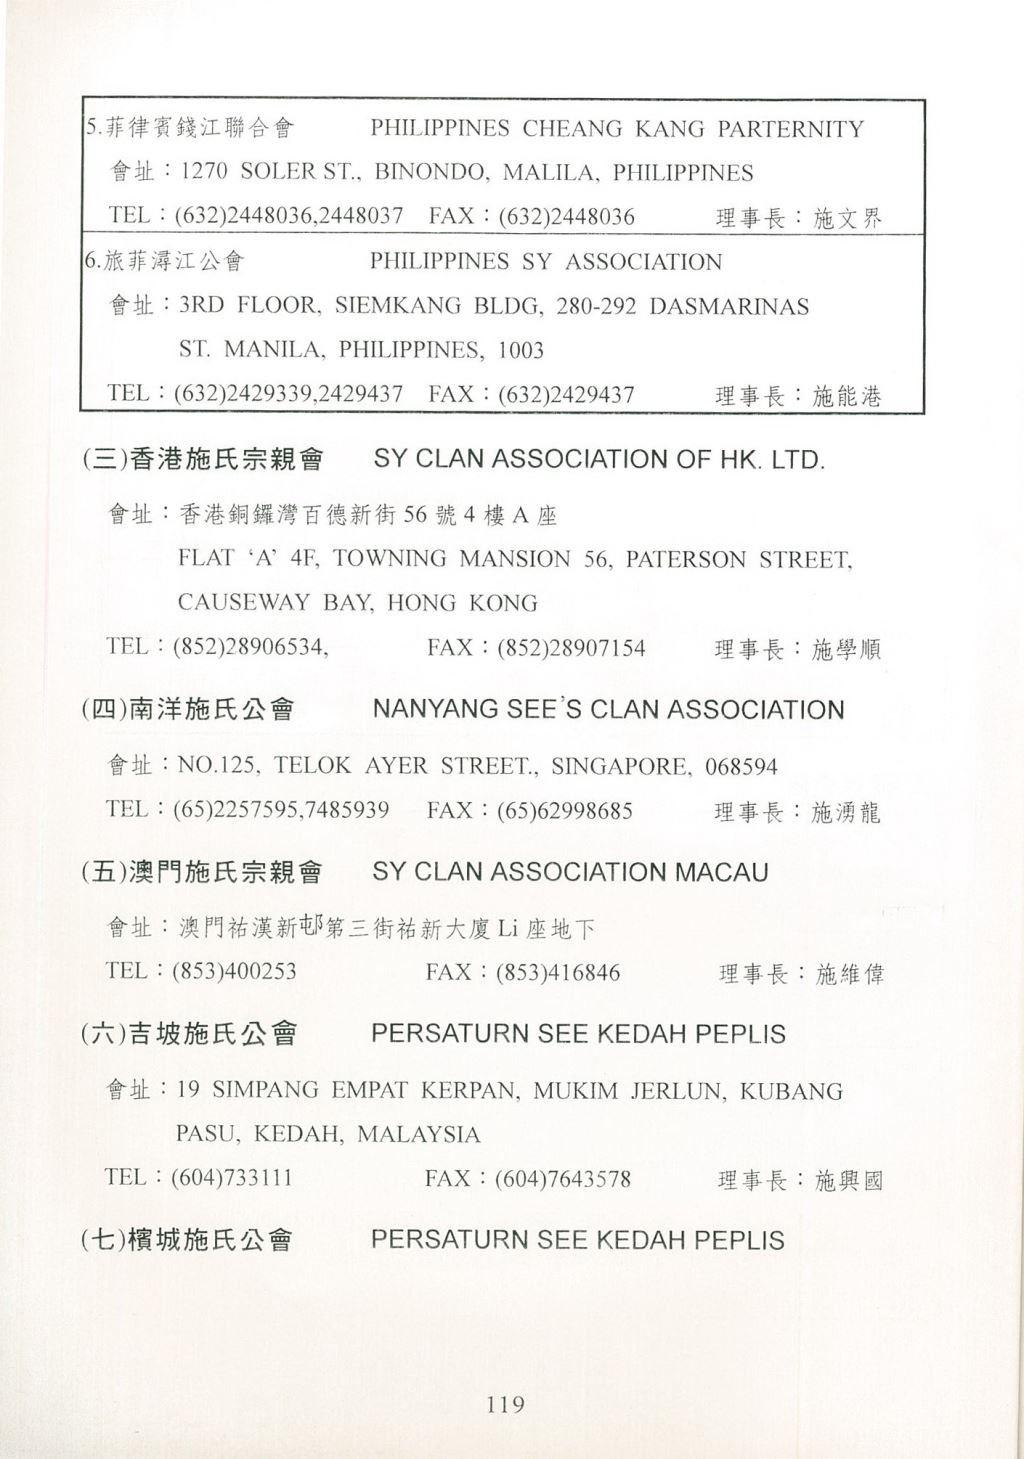 5.菲律賓錢江聯合會 PHILIPPINES CHEANG KANG PARTERNITY
會址：1270 SOLER ST., BINONDO, MALILA, PHILIPPINES
TEL：(632)2448036,2448037 FAX：(632)2448036 理事長：施文界
6.旅菲潯江公會 PHILIPPINES SY ASSOCIATION
會址：3RD FLOOR, SIEMKANG BLDG, 280-292 DASMARINAS
ST. MANILA, PHILIPPINES, 1003
TEL：(632)2429339,2429437 FAX：(632)2429437 理事長：施能港
(三)香港施氏宗親會 SY CLAN ASSOCIATION OF HK. LTD.
會址：香港銅鑼灣百德新街 56 號 4 樓 A 座
FLAT ‘A’ 4F, TOWNING MANSION 56, PATERSON STREET,
CAUSEWAY BAY, HONG KONG
TEL：(852)28906534, FAX：(852)28907154 理事長：施學順
(四)南洋施氏公會 NANYANG SEE’S CLAN ASSOCIATION
會址：NO.125, TELOK AYER STREET., SINGAPORE, 068594
TEL：(65)2257595,7485939 FAX：(65)62998685 理事長：施湧龍
(五)澳門施氏宗親會 SY CLAN ASSOCIATION MACAU
會址：澳門祐漢新邨第三街祐新大廈 Li 座地下
TEL：(853)400253 FAX：(853)416846 理事長：施維偉
(六)吉坡施氏公會 PERSATURN SEE KEDAH PEPLIS
會址：19 SIMPANG EMPAT KERPAN, MUKIM JERLUN, KUBANG
PASU, KEDAH, MALAYSIA
TEL：(604)733111 FAX：(604)7643578 理事長：施興國
(七)檳城施氏公會 PERSATURN SEE KEDAH PEPLIS
119